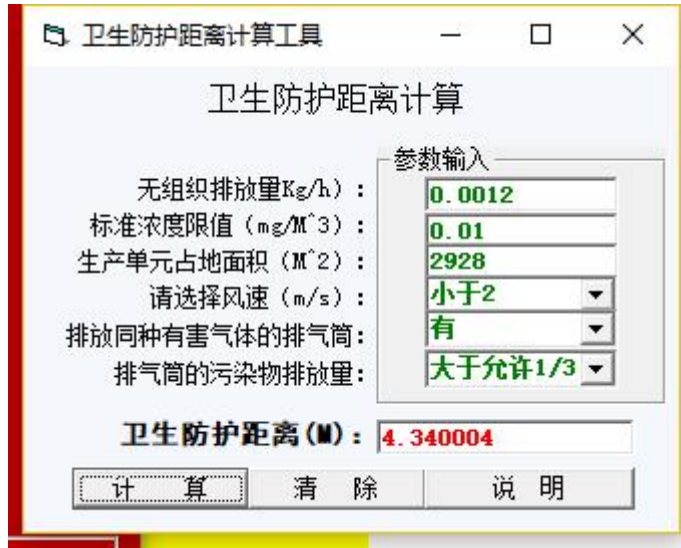 卫生防护距离计算工具
卫生防护距离计算
参数输入
无组织排放量Kg/h）： 0.0012
标准浓度限值（mg/M^3）： 0.01
生产单元占地面积（M^2）： 2928
请选择风速（m/s）： 小于2
排放同种有害气体的排气筒： 有
排气筒的污染物排放量： 大于允许1/3
卫生防护距离(M)： 4.340004
计 算 清 除 说 明